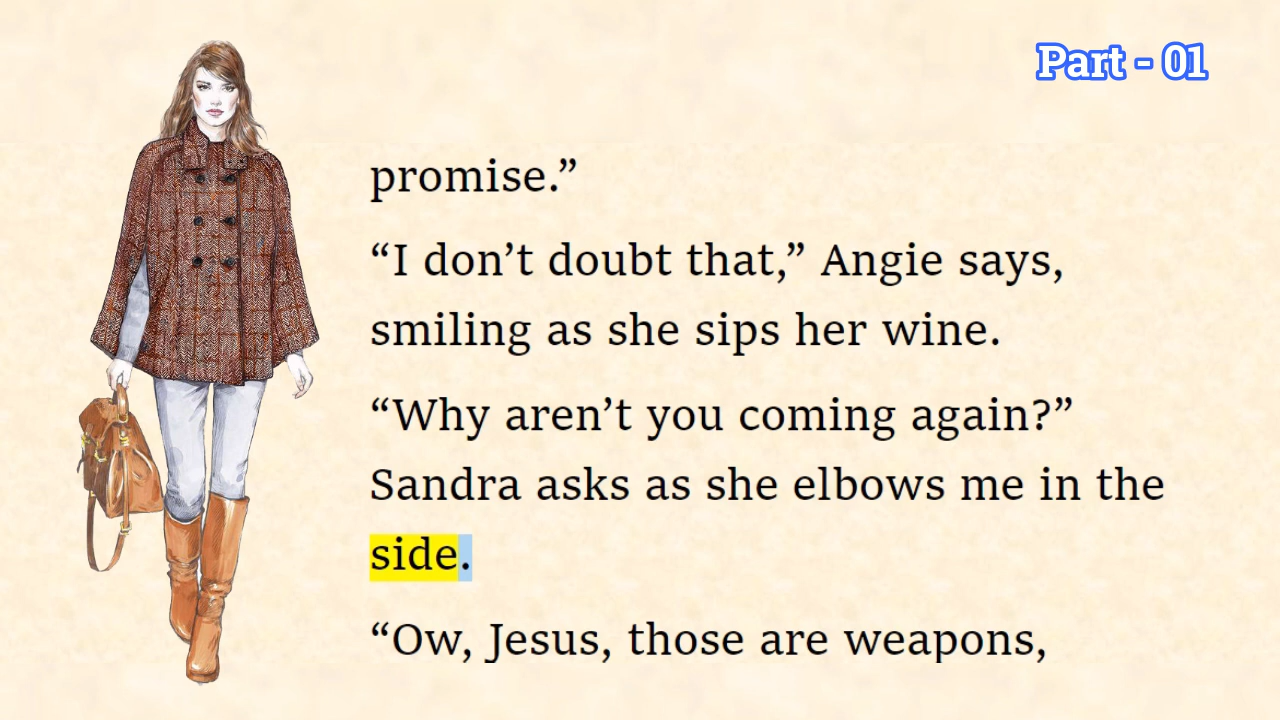 Part - 01
promise.”
“I don’t doubt that,” Angie says,
smiling as she sips her wine.
“Why aren’t you coming again?”
Sandra asks as she elbows me in the
side.
“Ow, Jesus, those are weapons,